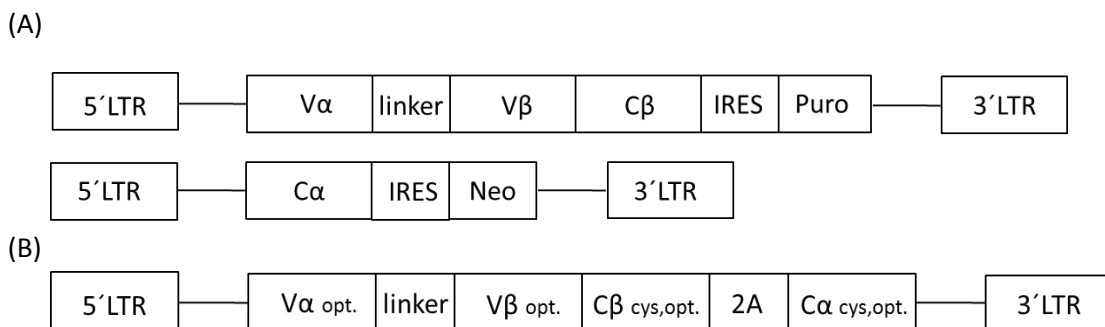 (A)
5´LTR Vα linker Vβ Cβ IRES Puro 3´LTR
5´LTR Cα IRES Neo 3´LTR
(B)
5´LTR Vα opt. linker Vβ opt. Cβ cys,opt. 2A Cα cys,opt. 3´LTR